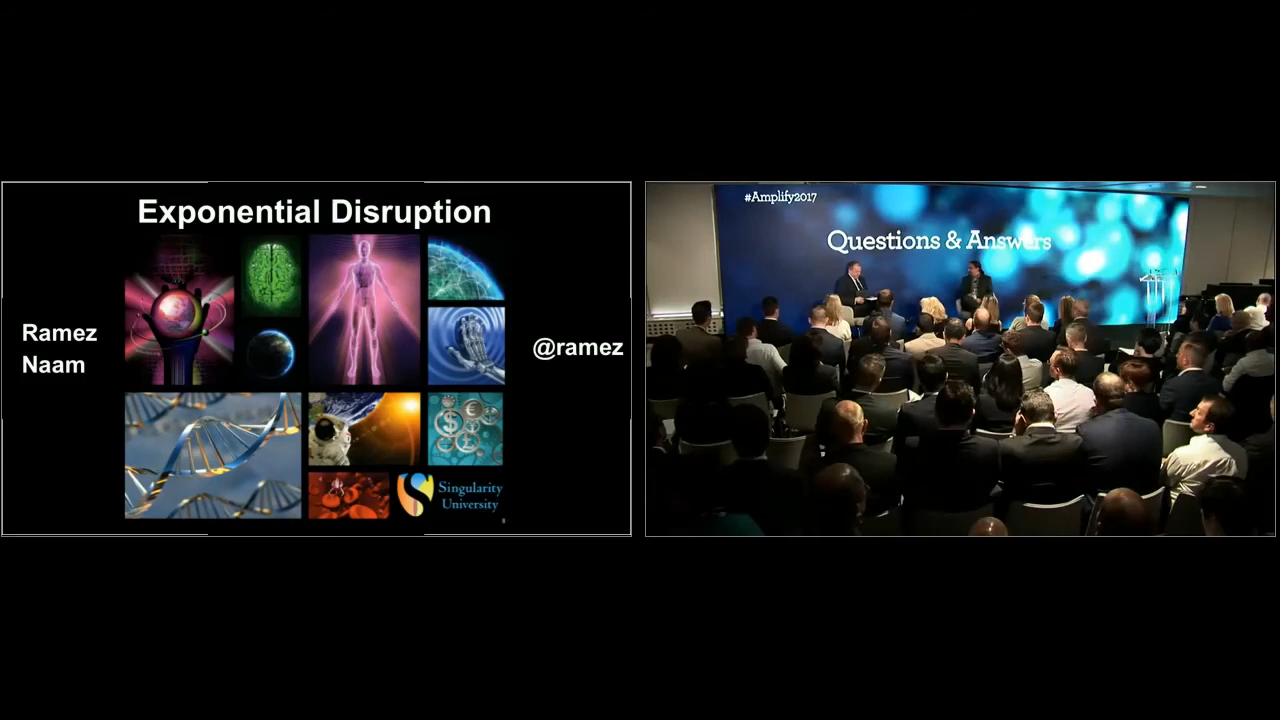 Exponential Disruption
Ramez
Naam
@ramez
Singularity
University
#Amplify2017
Questions & Answers